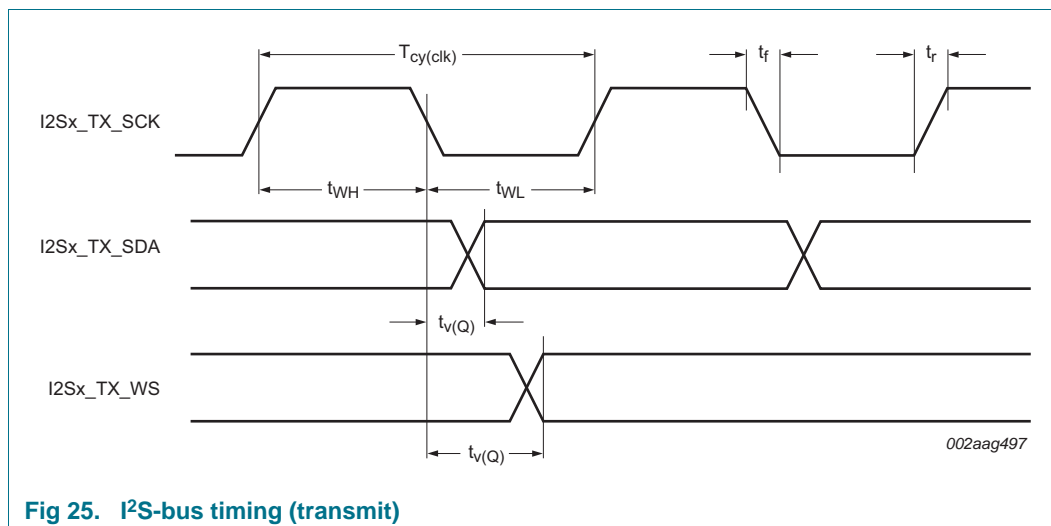 T_cy(clk)
t_f
t_r
I2Sx_TX_SCK
t_WH
t_WL
I2Sx_TX_SDA
t_v(Q)
I2Sx_TX_WS
002aag497
t_v(Q)
Fig 25. I²S-bus timing (transmit)